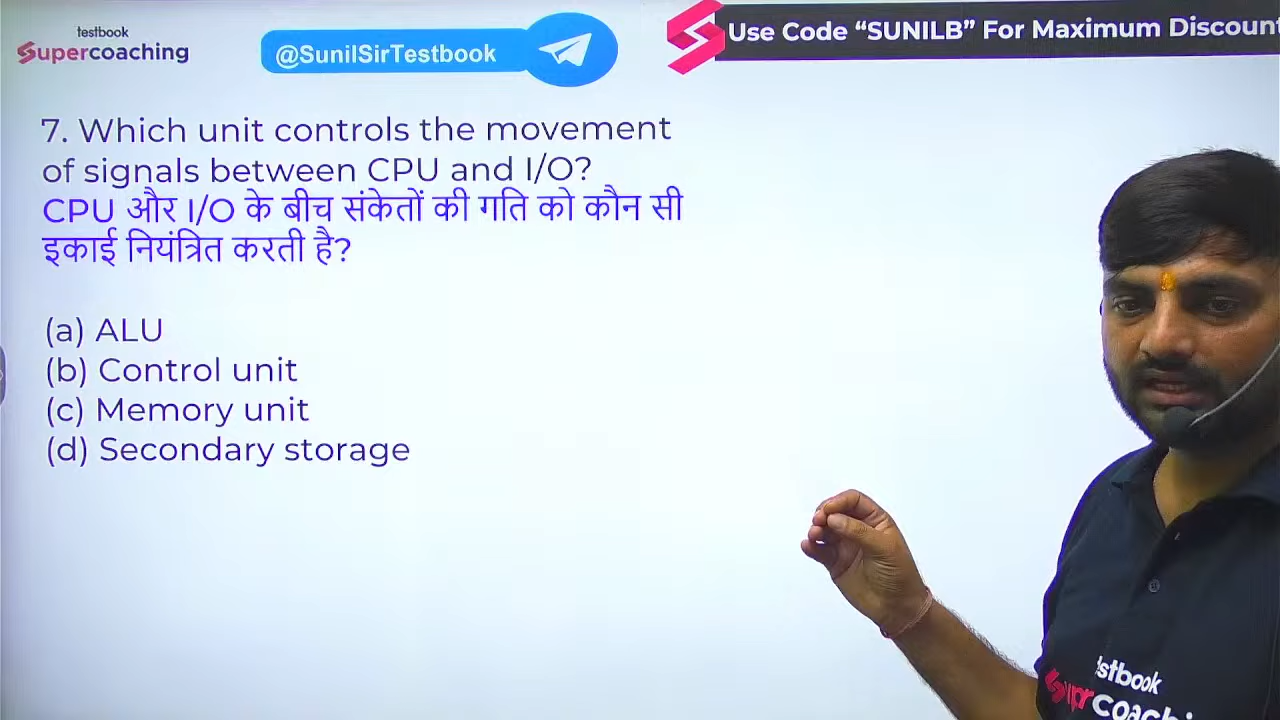 testbook
Supercoaching
@SunilSirTestbook
Use Code “SUNILB” For Maximum Discount
7. Which unit controls the movement
of signals between CPU and I/O?
CPU और I/O के बीच संकेतों की गति को कौन सी
इकाई नियंत्रित करती है?
(a) ALU
(b) Control unit
(c) Memory unit
(d) Secondary storage
testbook